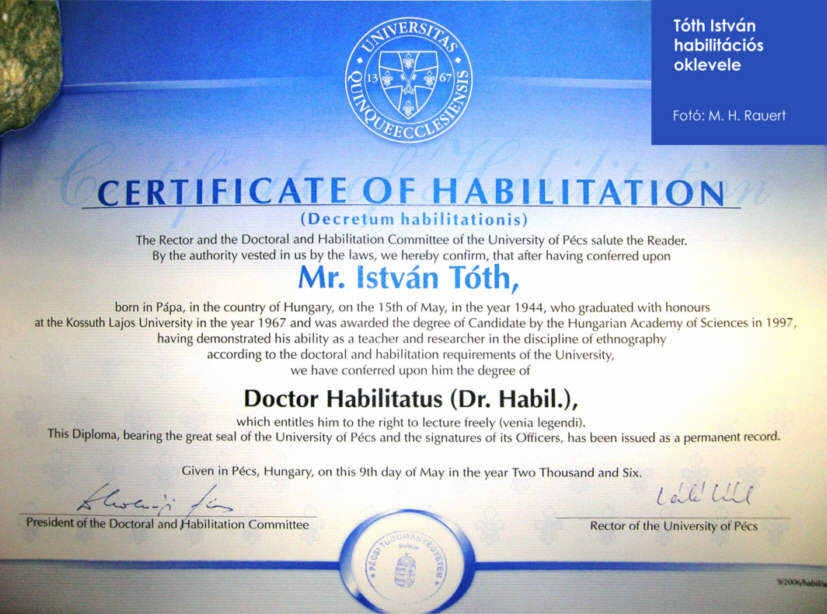 Tóth István
habilitációs
oklevele
Fotó: M. H. Rauert
UNIVERSITAS
QUINQUEECCLESIENSIS
13 67
CERTIFICATE OF HABILITATION
(Decretum habilitationis)
The Rector and the Doctoral and Habilitation Committee of the University of Pécs salute the Reader.
By the authority vested in us by the laws, we hereby confirm, that after having conferred upon
Mr. István Tóth,
born in Pápa, in the country of Hungary, on the 15th of May, in the year 1944, who graduated with honours
at the Kossuth Lajos University in the year 1967 and was awarded the degree of Candidate by the Hungarian Academy of Sciences in 1997,
having demonstrated his ability as a teacher and researcher in the discipline of ethnography
according to the doctoral and habilitation requirements of the University,
we have conferred upon him the degree of
Doctor Habilitatus (Dr. Habil.),
which entitles him to the right to lecture freely (venia legendi).
This Diploma, bearing the great seal of the University of Pécs and the signatures of its Officers, has been issued as a permanent record.
Given in Pécs, Hungary, on this 9th day of May in the year Two Thousand and Six.
President of the Doctoral and Habilitation Committee
Rector of the University of Pécs
PÉCSI TUDOMÁNYEGYETEM